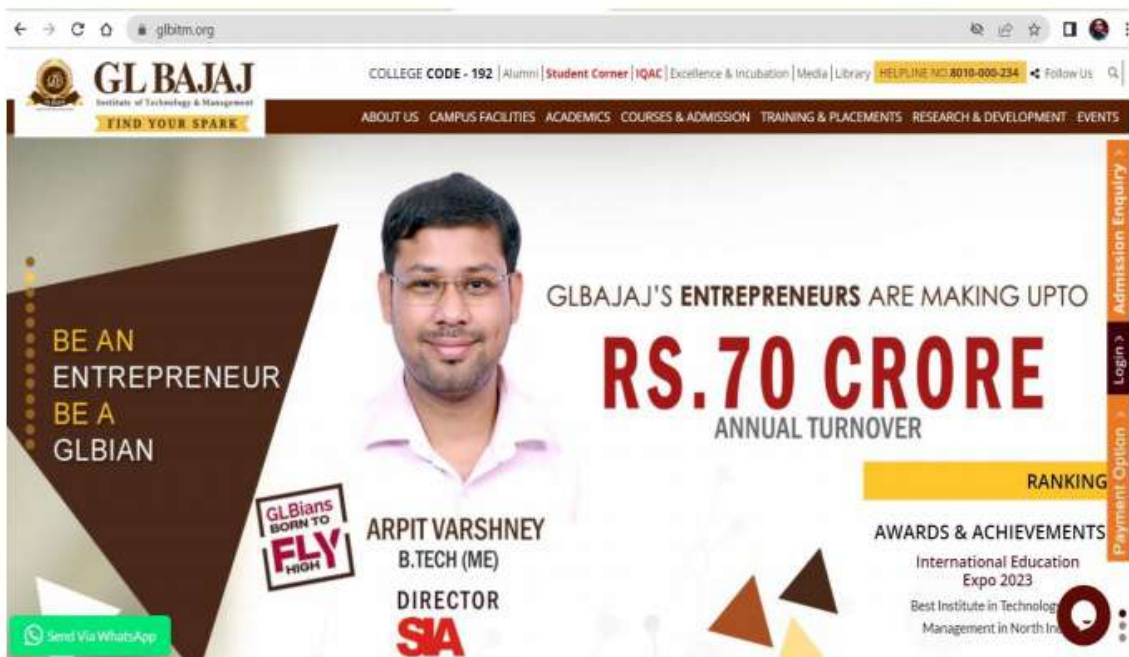 glbitm.org
GL BAJAJ
Institute of Technology & Management
FIND YOUR SPARK
COLLEGE CODE - 192 | Alumni | Student Corner | IQAC | Excellence & Incubation | Media | Library HELPLINE NO.8010-000-234 Follow Us
ABOUT US CAMPUS FACILITIES ACADEMICS COURSES & ADMISSION TRAINING & PLACEMENTS RESEARCH & DEVELOPMENT EVENTS
BE AN
ENTREPRENEUR
BE A
GLBIAN
GLBAJAJ'S ENTREPRENEURS ARE MAKING UPTO
RS.70 CRORE
ANNUAL TURNOVER
GLBians
BORN TO
FLY
HIGH
ARPIT VARSHNEY
B.TECH (ME)
DIRECTOR
SIA
RANKING
AWARDS & ACHIEVEMENTS
International Education
Expo 2023
Best Institute in Technolog
Management in North In
Admission Enquiry >
Login >
Payment Option >
Send Via WhatsApp